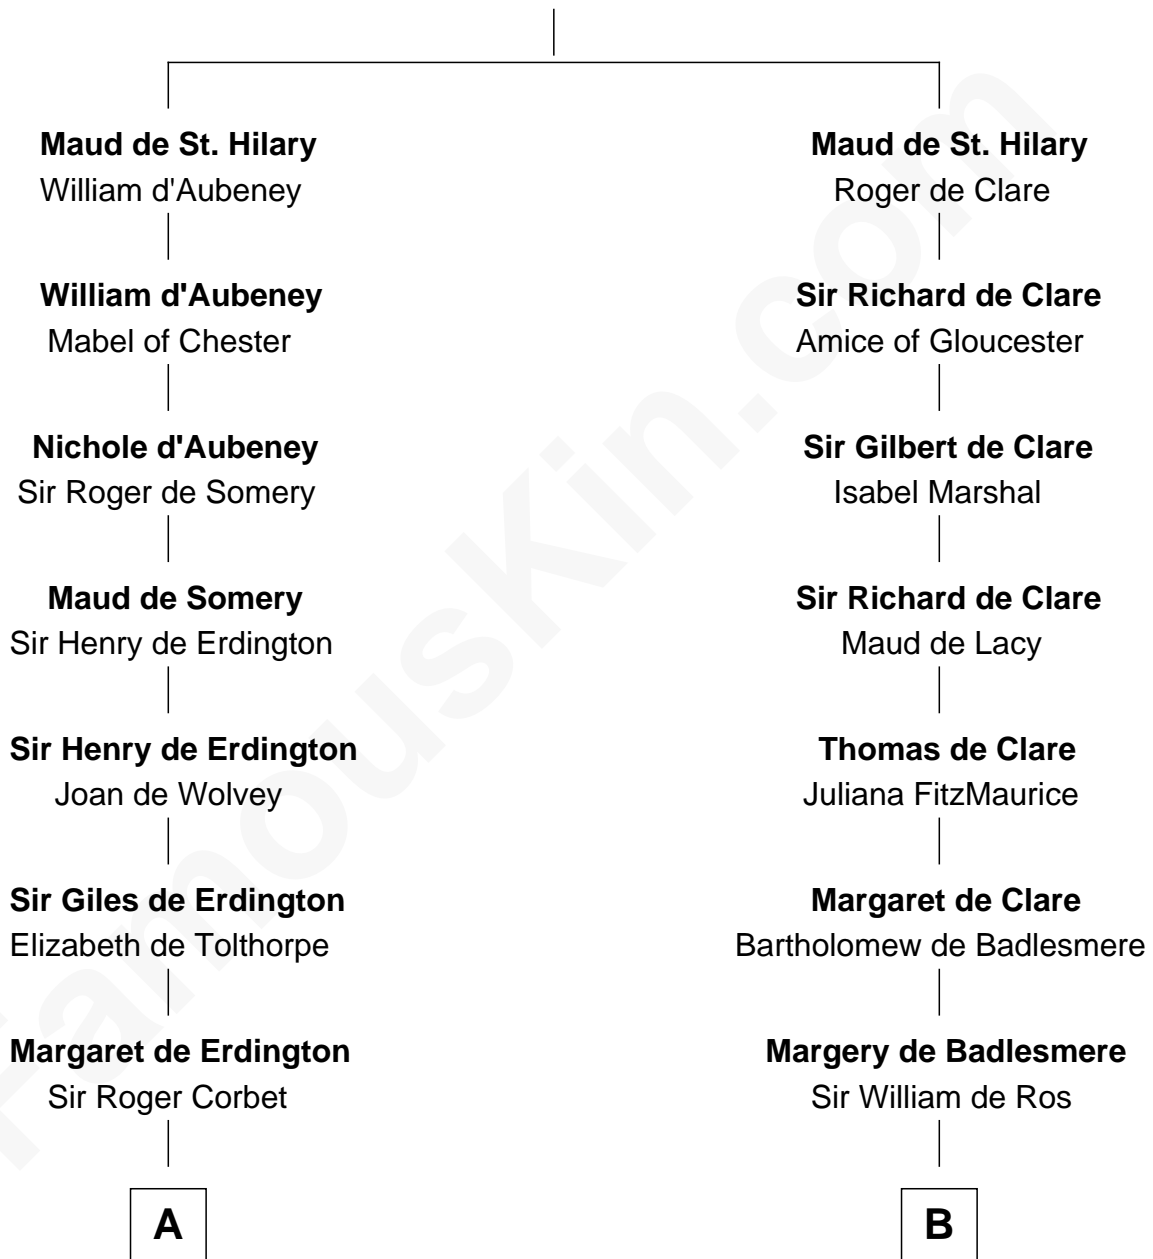 Maud de St. Hilary
William d'Aubeney
William d'Aubeney
Mabel of Chester
Nichole d'Aubeney
Sir Roger de Somery
Maud de Somery
Sir Henry de Erdington
Sir Henry de Erdington
Joan de Wolvey
Sir Giles de Erdington
Elizabeth de Tolthorpe
Margaret de Erdington
Sir Roger Corbet
A
Maud de St. Hilary
Roger de Clare
Sir Richard de Clare
Amice of Gloucester
Sir Gilbert de Clare
Isabel Marshal
Sir Richard de Clare
Maud de Lacy
Thomas de Clare
Juliana FitzMaurice
Margaret de Clare
Bartholomew de Badlesmere
Margery de Badlesmere
Sir William de Ros
B
FamousKin.com